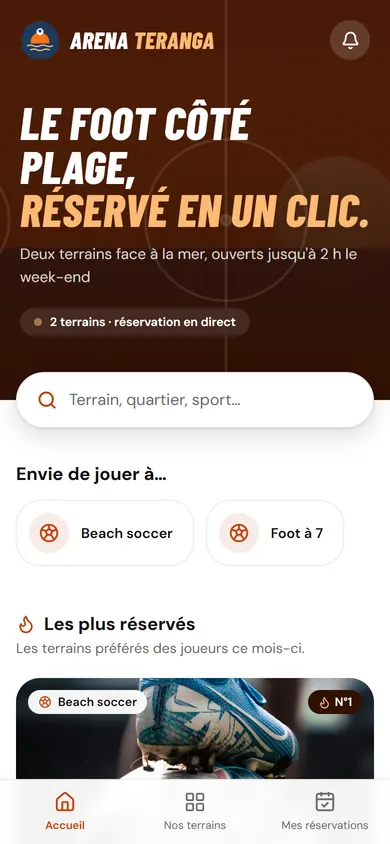 ARENA TERANGA
LE FOOT CÔTÉ
PLAGE,
RÉSERVÉ EN UN CLIC.
Deux terrains face à la mer, ouverts jusqu'à 2 h le
week-end
2 terrains · réservation en direct
Terrain, quartier, sport…
Envie de jouer à…
Beach soccer
Foot à 7
Les plus réservés
Les terrains préférés des joueurs ce mois-ci.
Beach soccer
N°1
Accueil
Nos terrains
Mes réservations